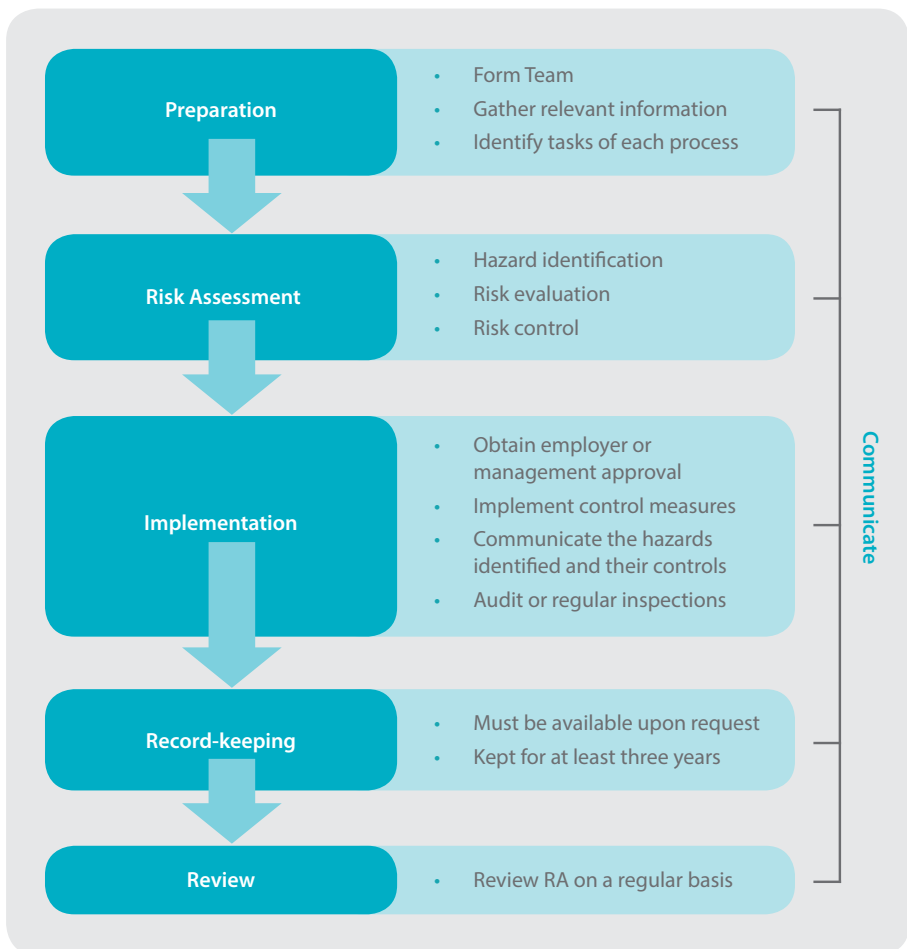 Preparation
• Form Team
• Gather relevant information
• Identify tasks of each process
Risk Assessment
• Hazard identification
• Risk evaluation
• Risk control
Implementation
• Obtain employer or
management approval
• Implement control measures
• Communicate the hazards
identified and their controls
• Audit or regular inspections
Record-keeping
• Must be available upon request
• Kept for at least three years
Review
• Review RA on a regular basis
Communicate